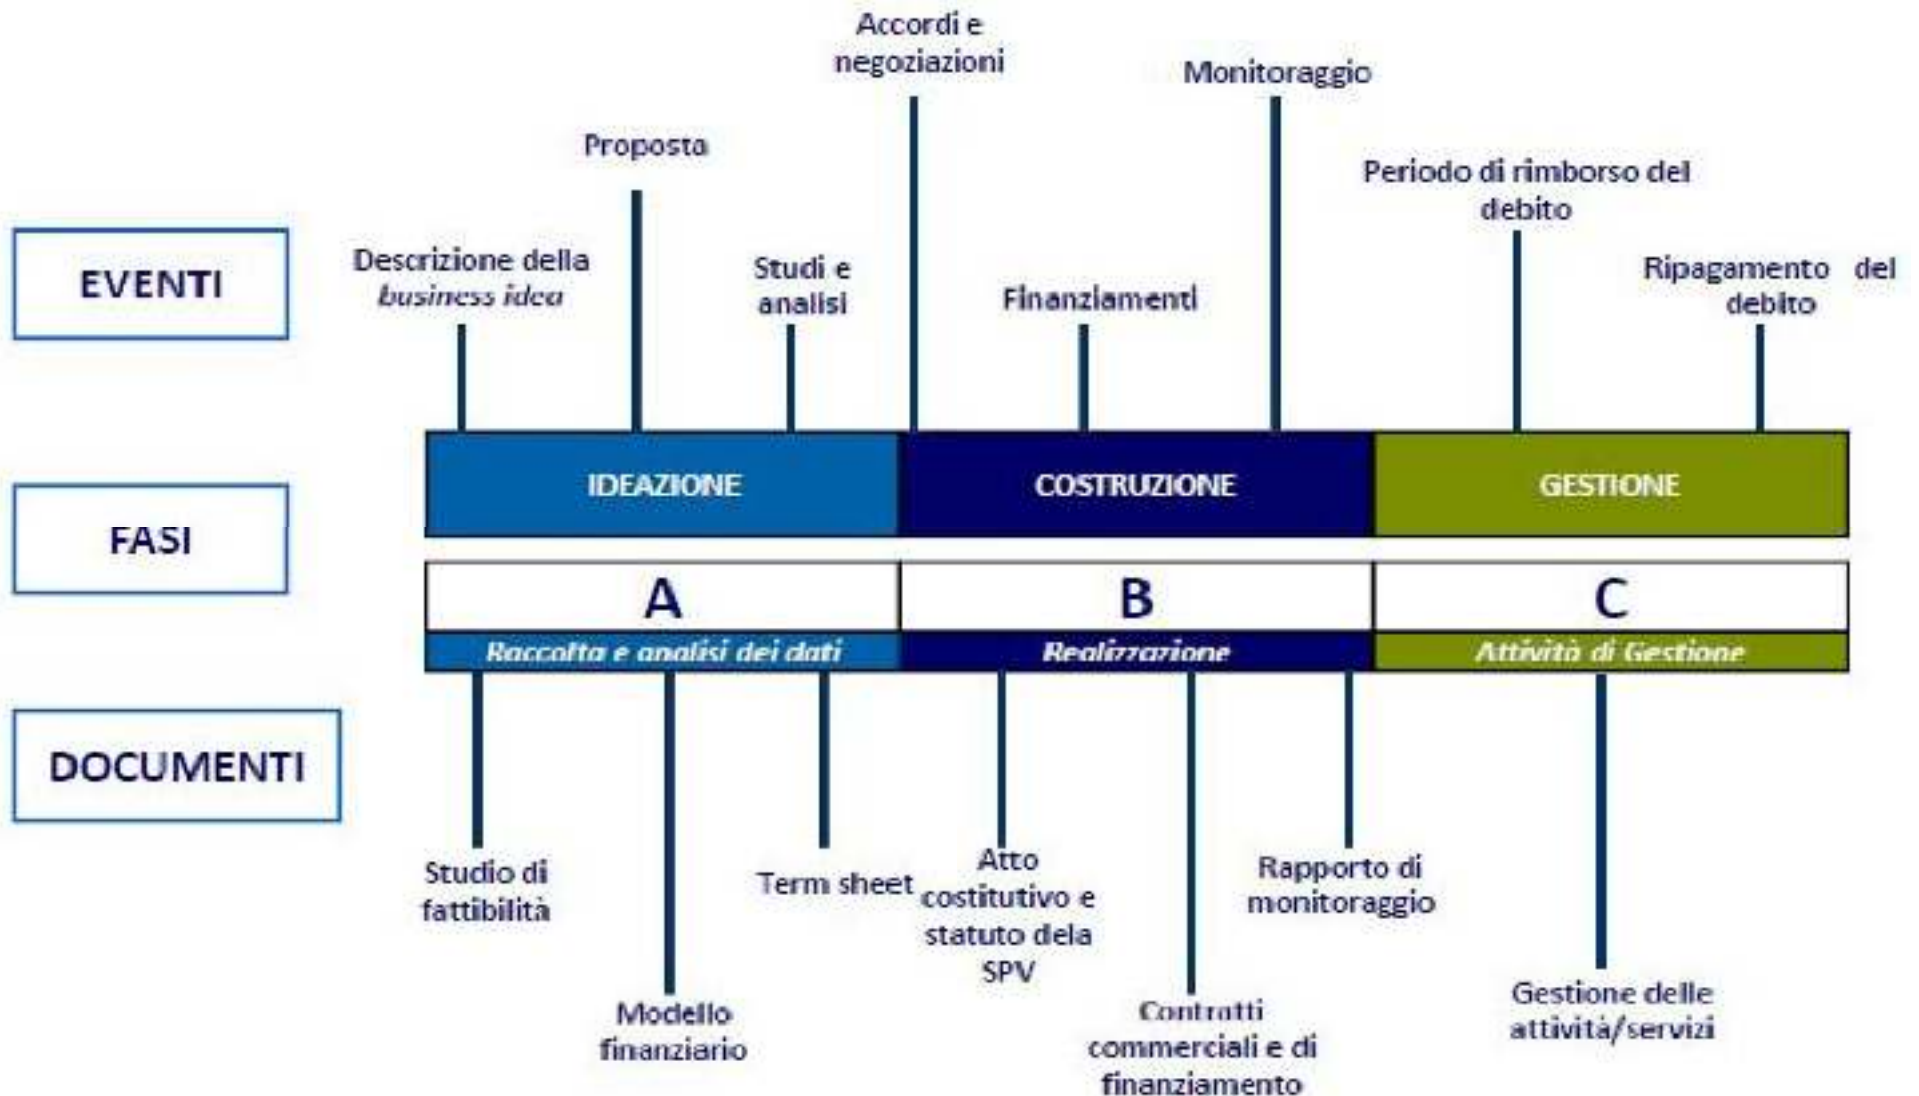 Accordi e
negoziazioni
Monitoraggio
Proposta
Periodo di rimborso del
debito
EVENTI
Descrizione della
business idea
Studi e
analisi
Finanziamenti
Ripagamento del
debito
FASI
IDEAZIONE
COSTRUZIONE
GESTIONE
A
B
C
Raccolta e analisi dei dati
Realizzazione
Attività di Gestione
DOCUMENTI
Studio di
fattibilità
Modello
finanziario
Term sheet
Atto
costitutivo e
statuto dela
SPV
Contratti
commerciali e di
finanziamento
Rapporto di
monitoraggio
Gestione delle
attività/servizi